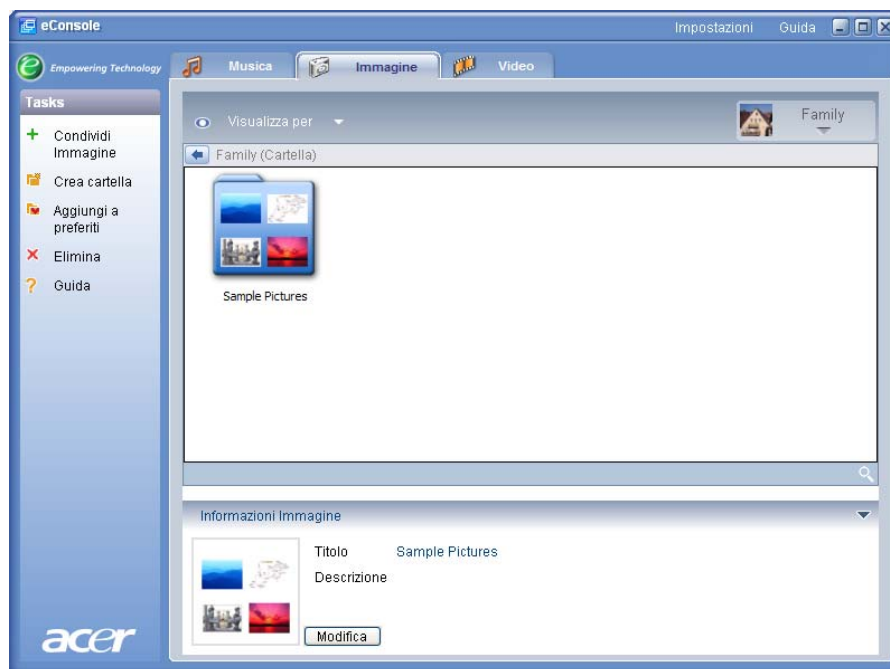 eConsole
Impostazioni Guida
Empowering Technology
Musica Immagine Video
Tasks
Condividi
Immagine
Crea cartella
Aggiungi a
preferiti
Elimina
Guida
Visualizza per
Family
Family (Cartella)
Sample Pictures
Informazioni Immagine
Titolo Sample Pictures
Descrizione
Modifica
acer